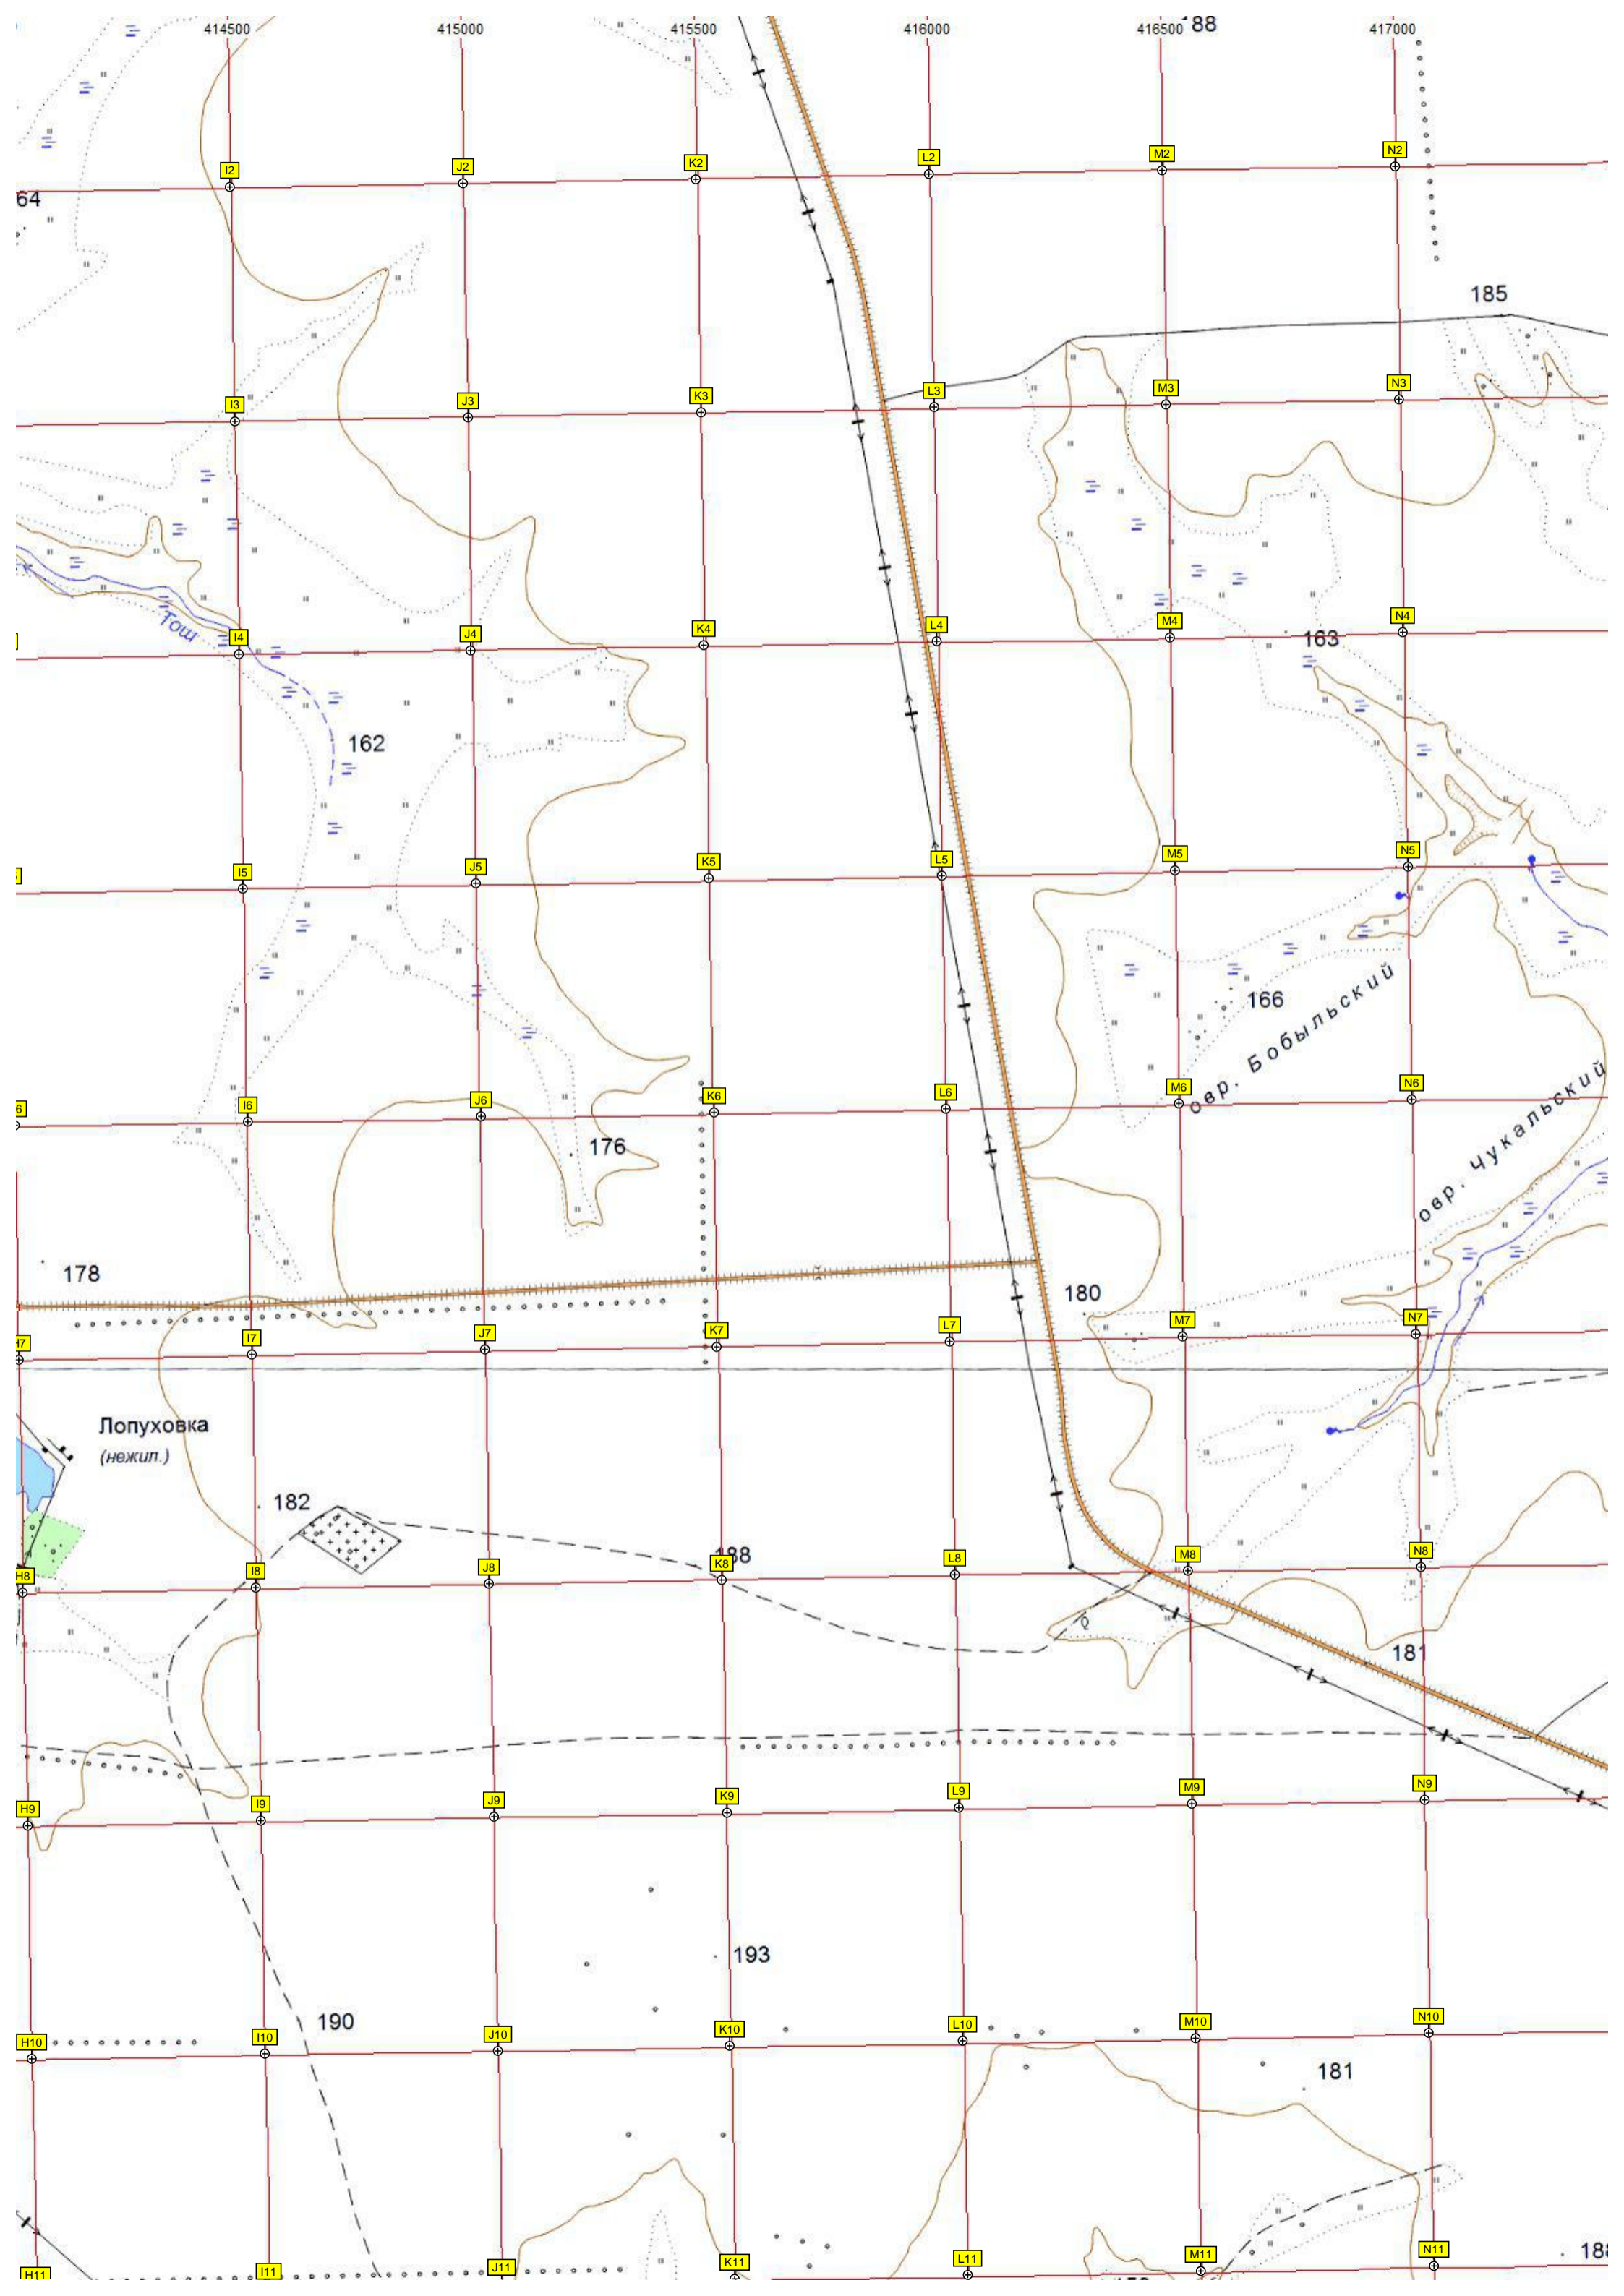 414500 415000 415500 416000 416500 188 417000
I2 J2 K2 L2 M2 N2
64
185
I3 J3 K3 L3 M3 N3
Тош
I4 J4 K4 L4 M4 N4
163
162
I5 J5 K5 L5 M5 N5
166
овр. Бобыльский
6 I6 J6 K6 L6 M6 N6
176
овр. Чукальский
178
180
H7 I7 J7 K7 L7 M7 N7
Лопуховка
(нежил.)
182
188
H8 I8 J8 K8 L8 M8 N8
181
H9 I9 J9 K9 L9 M9 N9
193
190
H10 I10 J10 K10 L10 M10 N10
181
188
H11 I11 J11 K11 L11 M11 N11